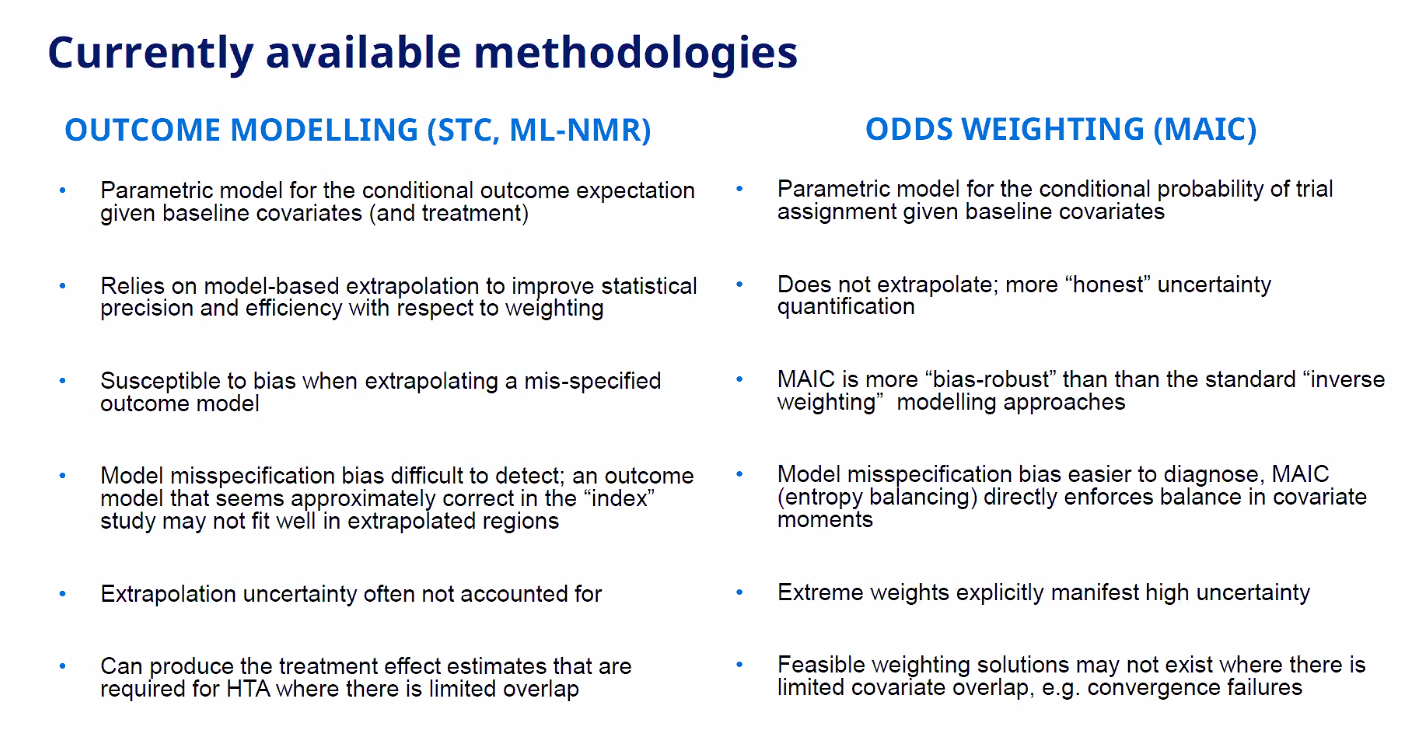 Currently available methodologies
OUTCOME MODELLING (STC, ML-NMR)
• Parametric model for the conditional outcome expectation
given baseline covariates (and treatment)
• Relies on model-based extrapolation to improve statistical
precision and efficiency with respect to weighting
• Susceptible to bias when extrapolating a mis-specified
outcome model
• Model misspecification bias difficult to detect; an outcome
model that seems approximately correct in the “index”
study may not fit well in extrapolated regions
• Extrapolation uncertainty often not accounted for
• Can produce the treatment effect estimates that are
required for HTA where there is limited overlap
ODDS WEIGHTING (MAIC)
• Parametric model for the conditional probability of trial
assignment given baseline covariates
• Does not extrapolate; more “honest” uncertainty
quantification
• MAIC is more “bias-robust” than than the standard “inverse
weighting” modelling approaches
• Model misspecification bias easier to diagnose, MAIC
(entropy balancing) directly enforces balance in covariate
moments
• Extreme weights explicitly manifest high uncertainty
• Feasible weighting solutions may not exist where there is
limited covariate overlap, e.g. convergence failures